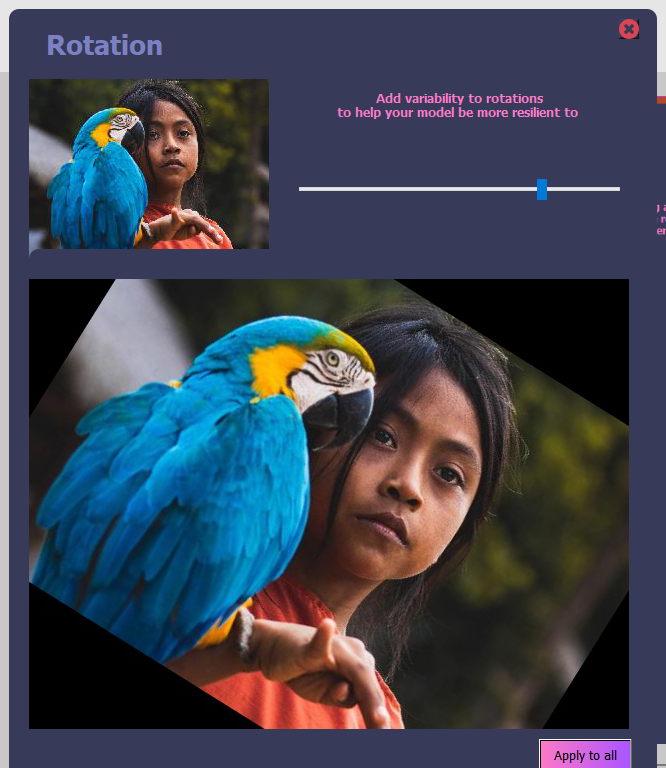 Rotation
Add variability to rotations
to help your model be more resilient to
Apply to all